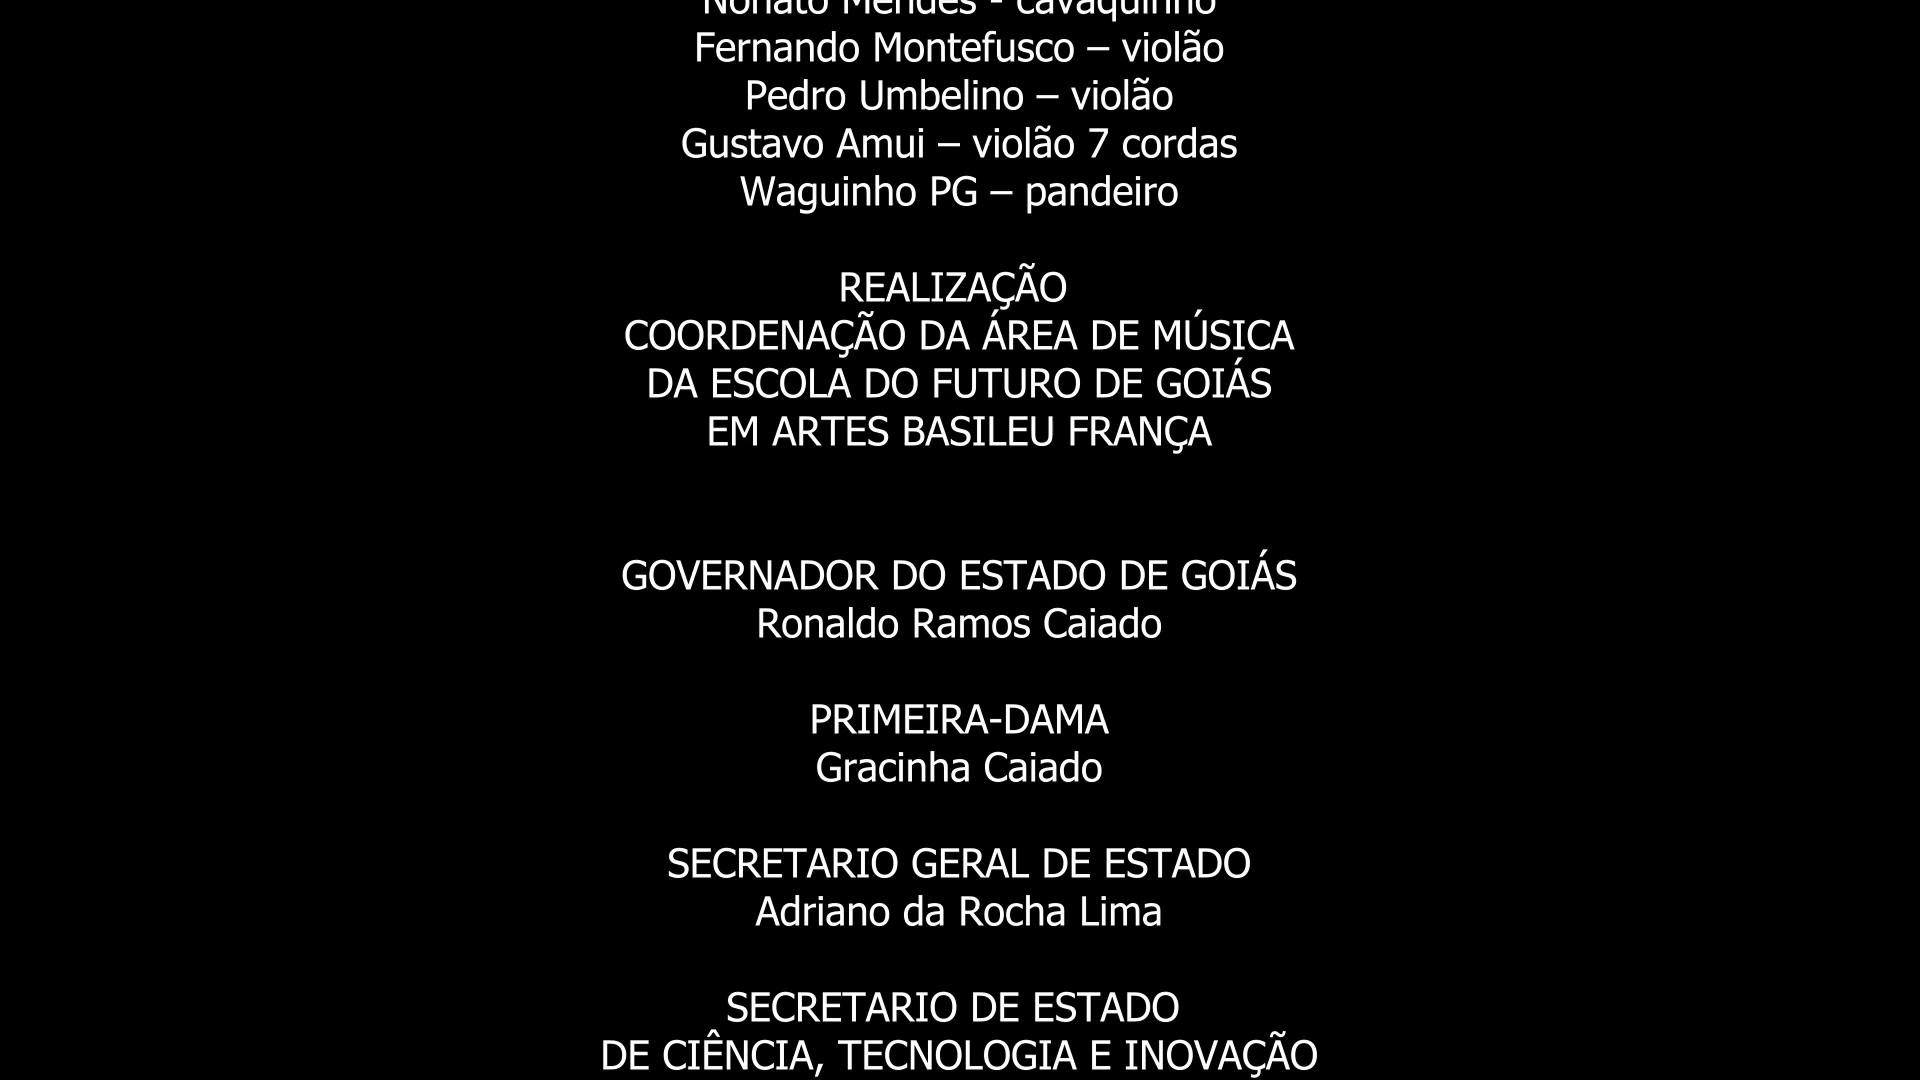 Nonato Mendes - cavaquinho
Fernando Montefusco – violão
Pedro Umbelino – violão
Gustavo Amui – violão 7 cordas
Waguinho PG – pandeiro
REALIZAÇÃO
COORDENAÇÃO DA ÁREA DE MÚSICA
DA ESCOLA DO FUTURO DE GOIÁS
EM ARTES BASILEU FRANÇA
GOVERNADOR DO ESTADO DE GOIÁS
Ronaldo Ramos Caiado
PRIMEIRA-DAMA
Gracinha Caiado
SECRETARIO GERAL DE ESTADO
Adriano da Rocha Lima
SECRETARIO DE ESTADO
DE CIÊNCIA, TECNOLOGIA E INOVAÇÃO